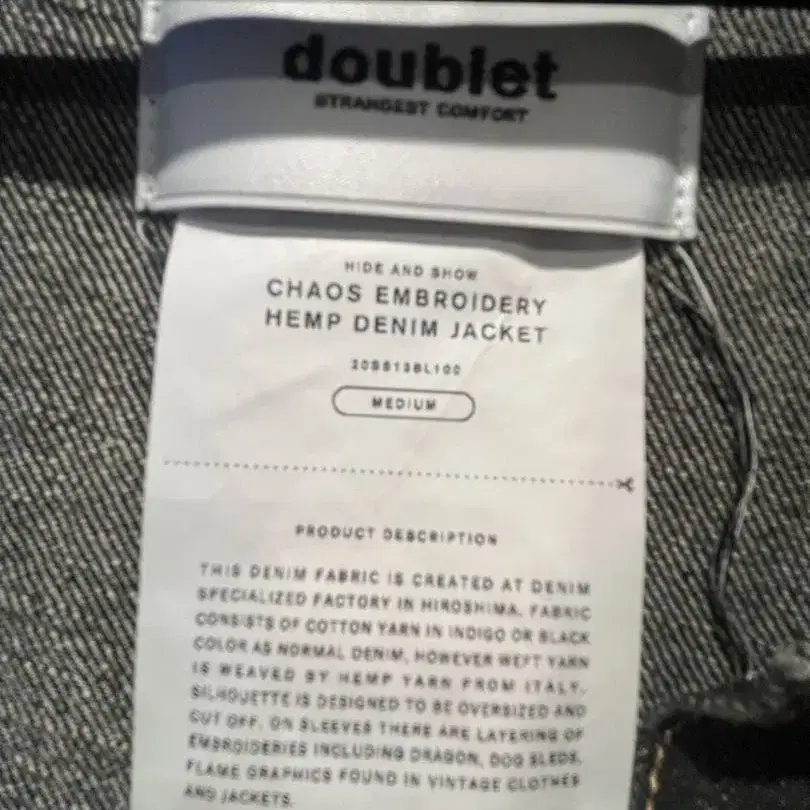 doublet
STRANGEST COMFORT
HIDE AND SHOW
CHAOS EMBROIDERY
HEMP DENIM JACKET
20SS13BL100
MEDIUM
PRODUCT DESCRIPTION
THIS DENIM FABRIC IS CREATED AT DENIM
SPECIALIZED FACTORY IN HIROSHIMA. FABRIC
CONSISTS OF COTTON YARN IN INDIGO OR BLACK
COLOR AS NORMAL DENIM, HOWEVER WEFT YARN
IS WEAVED BY HEMP YARN FROM ITALY.
SILHOUETTE IS DESIGNED TO BE OVERSIZED AND
CUT OFF. ON SLEEVES THERE ARE LAYERING OF
EMBROIDERIES INCLUDING DRAGON, DOG SLEDS,
FLAME GRAPHICS FOUND IN VINTAGE CLOTHES
AND JACKETS.